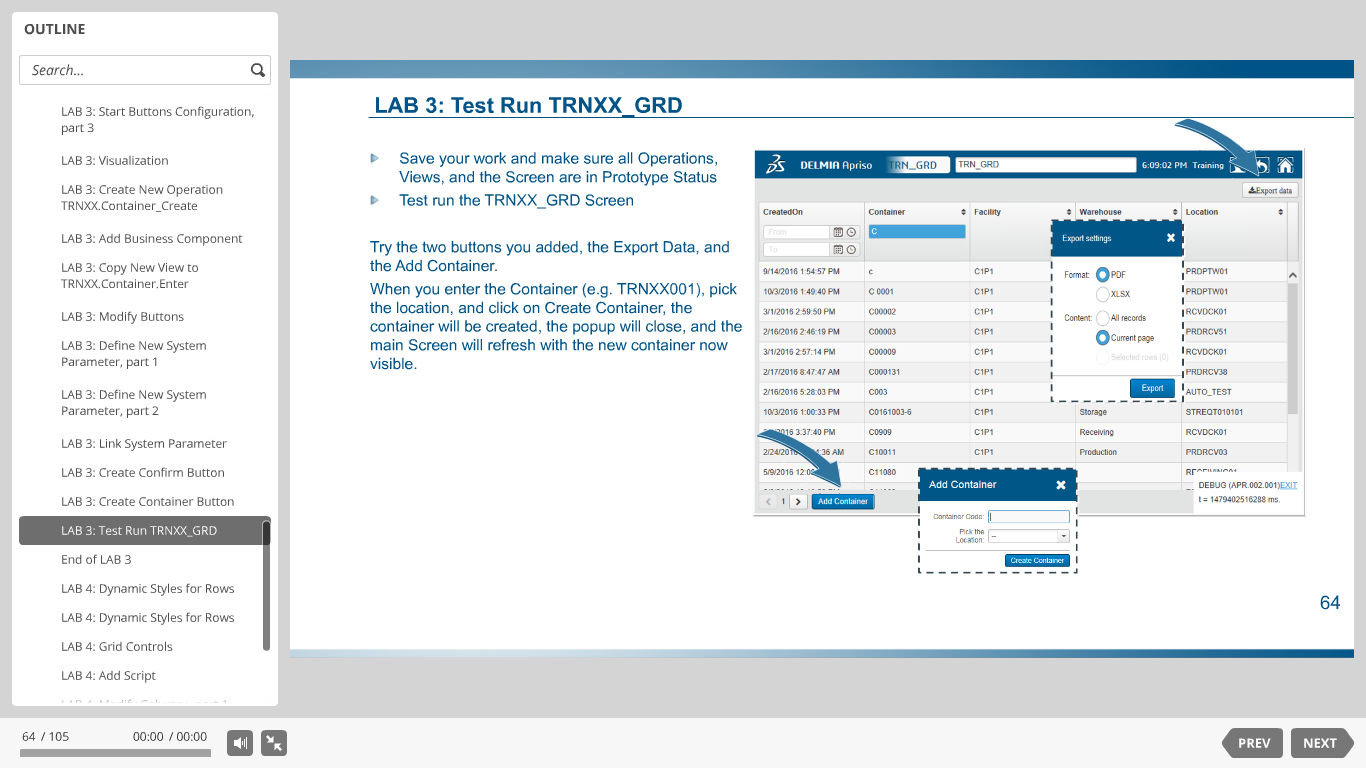 OUTLINE
Search...
LAB 3: Start Buttons Configuration,
part 3
LAB 3: Visualization
LAB 3: Create New Operation
TRNXX.Container_Create
LAB 3: Add Business Component
LAB 3: Copy New View to
TRNXX.Container.Enter
LAB 3: Modify Buttons
LAB 3: Define New System
Parameter, part 1
LAB 3: Define New System
Parameter, part 2
LAB 3: Link System Parameter
LAB 3: Create Confirm Button
LAB 3: Create Container Button
LAB 3: Test Run TRNXX_GRD
End of LAB 3
LAB 4: Dynamic Styles for Rows
LAB 4: Dynamic Styles for Rows
LAB 4: Grid Controls
LAB 4: Add Script
LAB 3: Test Run TRNXX_GRD
Save your work and make sure all Operations,
Views, and the Screen are in Prototype Status
Test run the TRNXX_GRD Screen
Try the two buttons you added, the Export Data, and
the Add Container.
When you enter the Container (e.g. TRNXX001), pick
the location, and click on Create Container, the
container will be created, the popup will close, and the
main Screen will refresh with the new container now
visible.
DELMIA Apriso TRN_GRD TRN_GRD 6:09:02 PM Training
Export data
CreatedOn Container Facility Warehouse Location
From C
To
Export settings
Format: PDF
XLSX
Content: All records
Current page
Selected rows (0)
Export
9/14/2016 1:54:57 PM c C1P1 PRDPTW01
10/3/2016 1:49:40 PM C 0001 C1P1 PRDPTW01
3/1/2016 2:59:50 PM C00002 C1P1 RCVDCK01
2/16/2016 2:46:19 PM C00003 C1P1 PRDRCV51
3/1/2016 2:57:14 PM C00009 C1P1 RCVDCK01
2/17/2016 8:47:47 AM C000131 C1P1 PRDRCV38
2/16/2016 5:28:03 PM C003 C1P1 AUTO_TEST
10/3/2016 1:00:33 PM C0161003-6 C1P1 Storage STREQT010101
2016 3:37:40 PM C0909 C1P1 Receiving RCVDCK01
2/24/2016 4:36 AM C10011 C1P1 Production PRDRCV03
5/9/2016 12:0 C11080
1 Add Container
Add Container
Container Code:
Pick the
Location: --
Create Container
DEBUG (APR.002.001)EXIT
t = 1479402516288 ms.
64
64 / 105 00:00 / 00:00
PREV NEXT